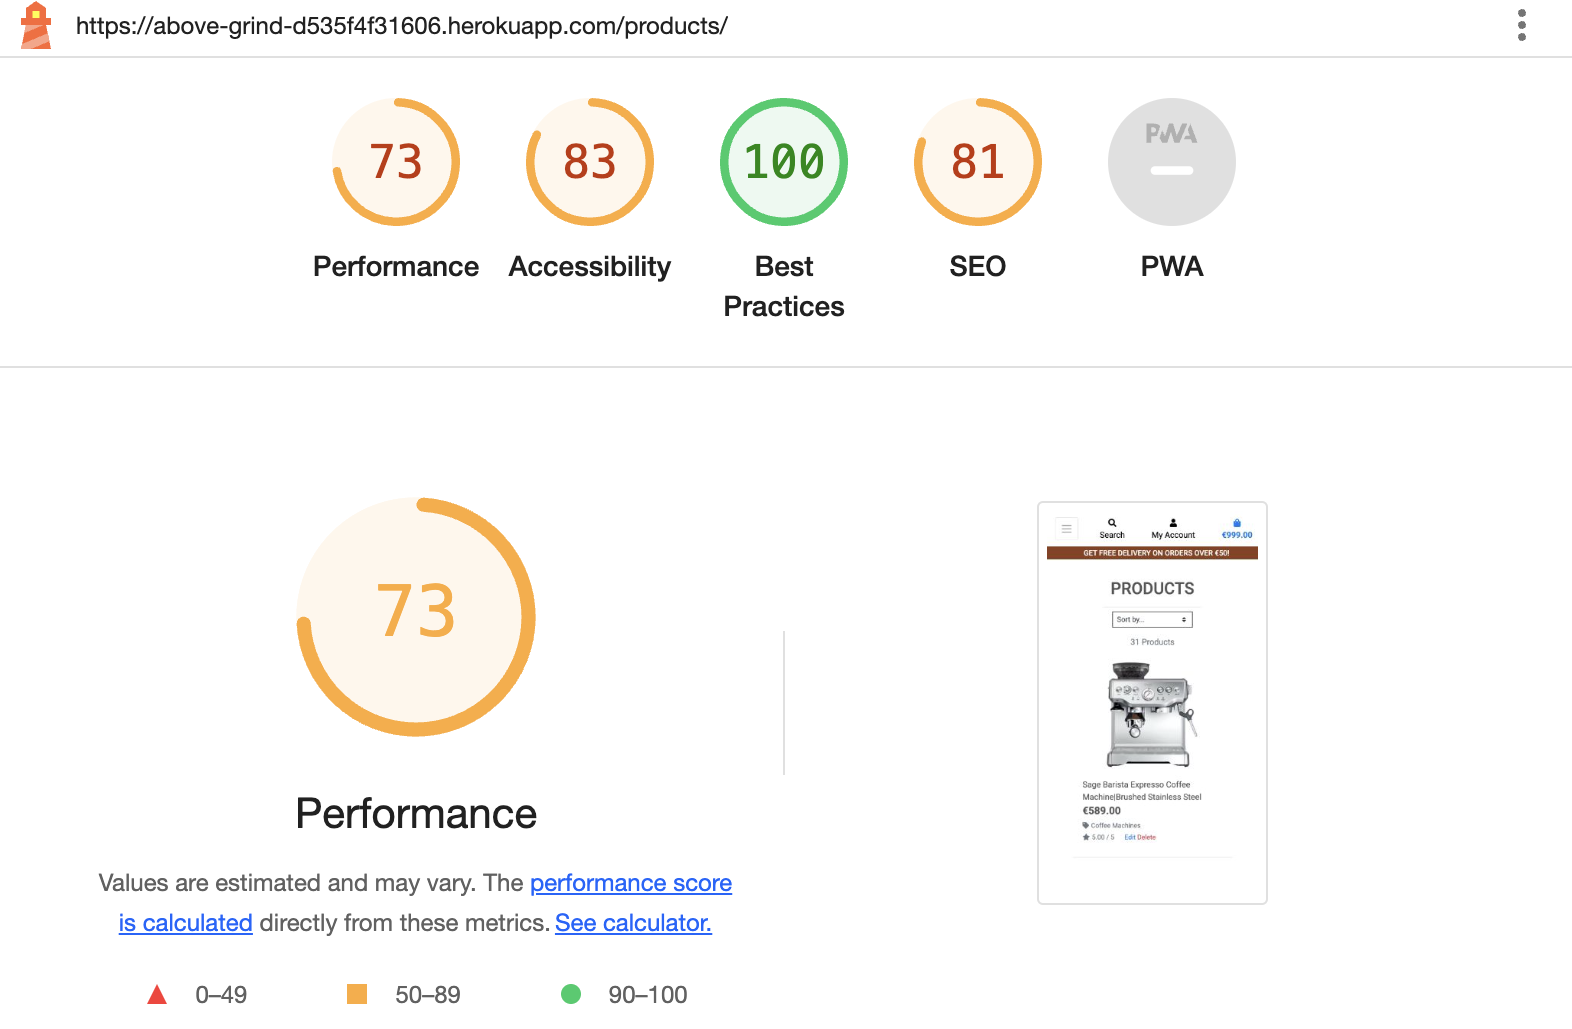 https://above-grind-d535f4f31606.herokuapp.com/products/
73
83
100
81
PWA
Performance
Accessibility
Best
Practices
SEO
PWA
73
Performance
Values are estimated and may vary. The performance score
is calculated directly from these metrics. See calculator.
0–49
50–89
90–100
Search
My Account
€999.00
GET FREE DELIVERY ON ORDERS OVER €50!
PRODUCTS
Sort by...
31 Products
Sage Barista Expresso Coffee
Machine|Brushed Stainless Steel
€589.00
Coffee Machines
5.00 / 5 Edit Delete